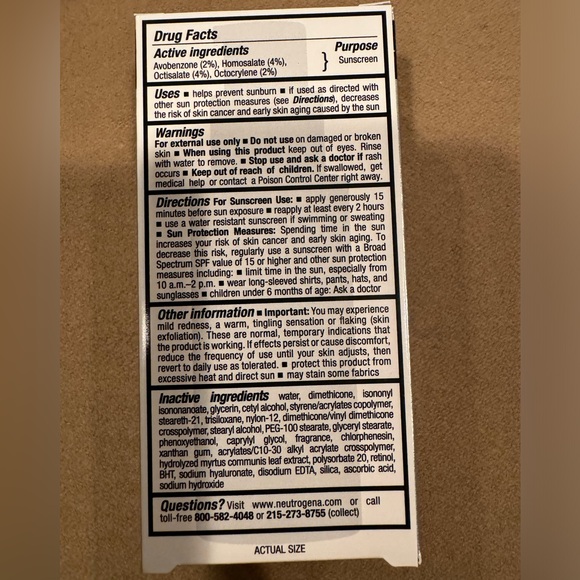 Drug Facts
Active ingredients Purpose
Avobenzone (2%), Homosalate (4%),
Octisalate (4%), Octocrylene (2%) } Sunscreen
Uses ■ helps prevent sunburn ■ if used as directed with
other sun protection measures (see Directions), decreases
the risk of skin cancer and early skin aging caused by the sun
Warnings
For external use only ■ Do not use on damaged or broken
skin ■ When using this product keep out of eyes. Rinse
with water to remove. ■ Stop use and ask a doctor if rash
occurs ■ Keep out of reach of children. If swallowed, get
medical help or contact a Poison Control Center right away.
Directions For Sunscreen Use: ■ apply generously 15
minutes before sun exposure ■ reapply at least every 2 hours
■ use a water resistant sunscreen if swimming or sweating
■ Sun Protection Measures: Spending time in the sun
increases your risk of skin cancer and early skin aging. To
decrease this risk, regularly use a sunscreen with a Broad
Spectrum SPF value of 15 or higher and other sun protection
measures including: ■ limit time in the sun, especially from
10 a.m.–2 p.m. ■ wear long-sleeved shirts, pants, hats, and
sunglasses ■ children under 6 months of age: Ask a doctor
Other information ■ Important: You may experience
mild redness, a warm, tingling sensation or flaking (skin
exfoliation). These are normal, temporary indications that
the product is working. If effects persist or cause discomfort,
reduce the frequency of use until your skin adjusts, then
revert to daily use as tolerated. ■ protect this product from
excessive heat and direct sun ■ may stain some fabrics
Inactive ingredients water, dimethicone, isononyl
isononanoate, glycerin, cetyl alcohol, styrene/acrylates copolymer,
steareth-21, trisiloxane, nylon-12, dimethicone/vinyl dimethicone
crosspolymer, stearyl alcohol, PEG-100 stearate, glyceryl stearate,
phenoxyethanol, caprylyl glycol, fragrance, chlorphenesin,
xanthan gum, acrylates/C10-30 alkyl acrylate crosspolymer,
hydrolyzed myrtus communis leaf extract, polysorbate 20, retinol,
BHT, sodium hyaluronate, disodium EDTA, silica, ascorbic acid,
sodium hydroxide
Questions? Visit www.neutrogena.com or call
toll-free 800-582-4048 or 215-273-8755 (collect)
ACTUAL SIZE